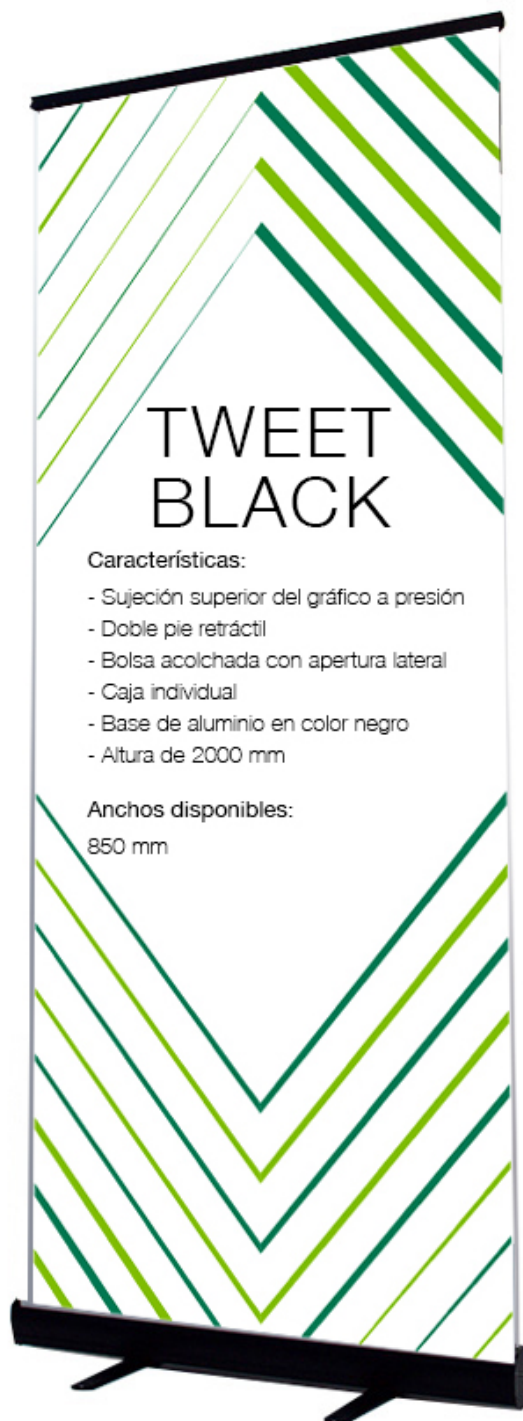 TWEET
BLACK
Características:
- Sujeción superior del gráfico a presión
- Doble pie retráctil
- Bolsa acolchada con apertura lateral
- Caja individual
- Base de aluminio en color negro
- Altura de 2000 mm
Anchos disponibles:
850 mm